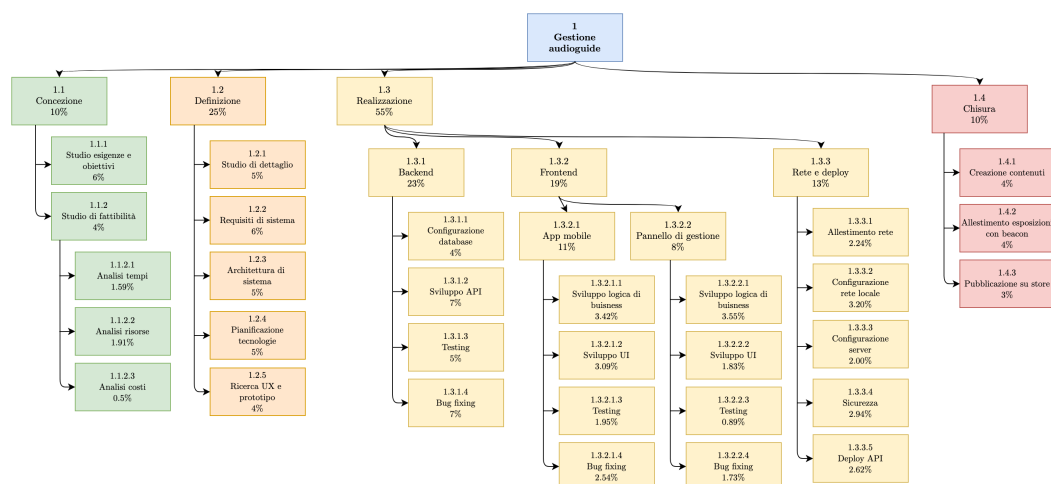 1
Gestione
audioguide
1.1
Concezione
10%
1.2
Definizione
25%
1.3
Realizzazione
55%
1.4
Chisura
10%
1.1.1
Studio esigenze e
obiettivi
6%
1.1.2
Studio di fattibilità
4%
1.1.2.1
Analisi tempi
1.59%
1.1.2.2
Analisi risorse
1.91%
1.1.2.3
Analisi costi
0.5%
1.2.1
Studio di dettaglio
5%
1.2.2
Requisiti di sistema
6%
1.2.3
Architettura di
sistema
5%
1.2.4
Pianificazione
tecnologie
5%
1.2.5
Ricerca UX e
prototipo
4%
1.3.1
Backend
23%
1.3.1.1
Configurazione
database
4%
1.3.1.2
Sviluppo API
7%
1.3.1.3
Testing
5%
1.3.1.4
Bug fixing
7%
1.3.2
Frontend
19%
1.3.2.1
App mobile
11%
1.3.2.1.1
Sviluppo logica di
buisness
3.42%
1.3.2.1.2
Sviluppo UI
3.09%
1.3.2.1.3
Testing
1.95%
1.3.2.1.4
Bug fixing
2.54%
1.3.2.2
Pannello di gestione
8%
1.3.2.2.1
Sviluppo logica di
buisness
3.55%
1.3.2.2.2
Sviluppo UI
1.83%
1.3.2.2.3
Testing
0.89%
1.3.2.2.4
Bug fixing
1.73%
1.3.3
Rete e deploy
13%
1.3.3.1
Allestimento rete
2.24%
1.3.3.2
Configurazione
rete locale
3.20%
1.3.3.3
Configurazione
server
2.00%
1.3.3.4
Sicurezza
2.94%
1.3.3.5
Deploy API
2.62%
1.4.1
Creazione contenuti
4%
1.4.2
Allestimento esposizione
con beacon
4%
1.4.3
Pubblicazione su store
3%